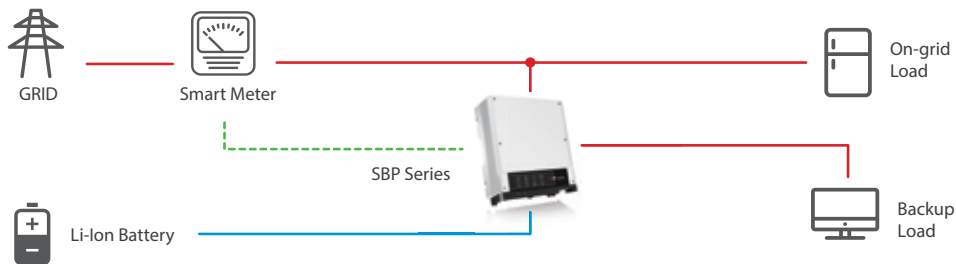 GRID
Smart Meter
On-grid
Load
SBP Series
Li-Ion Battery
Backup
Load